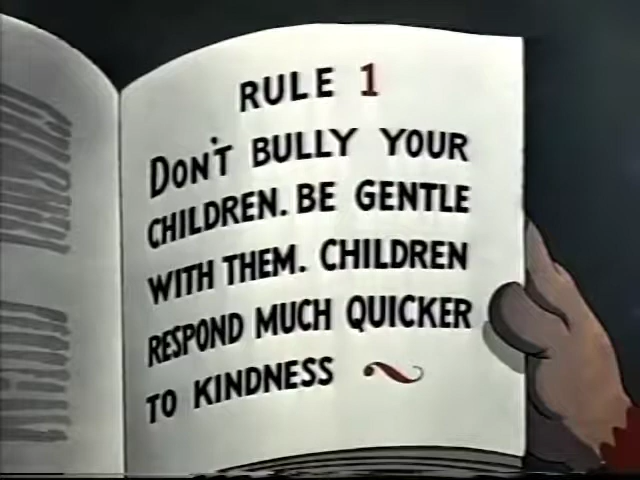 RULE 1
DON'T BULLY YOUR
CHILDREN. BE GENTLE
WITH THEM. CHILDREN
RESPOND MUCH QUICKER
TO KINDNESS